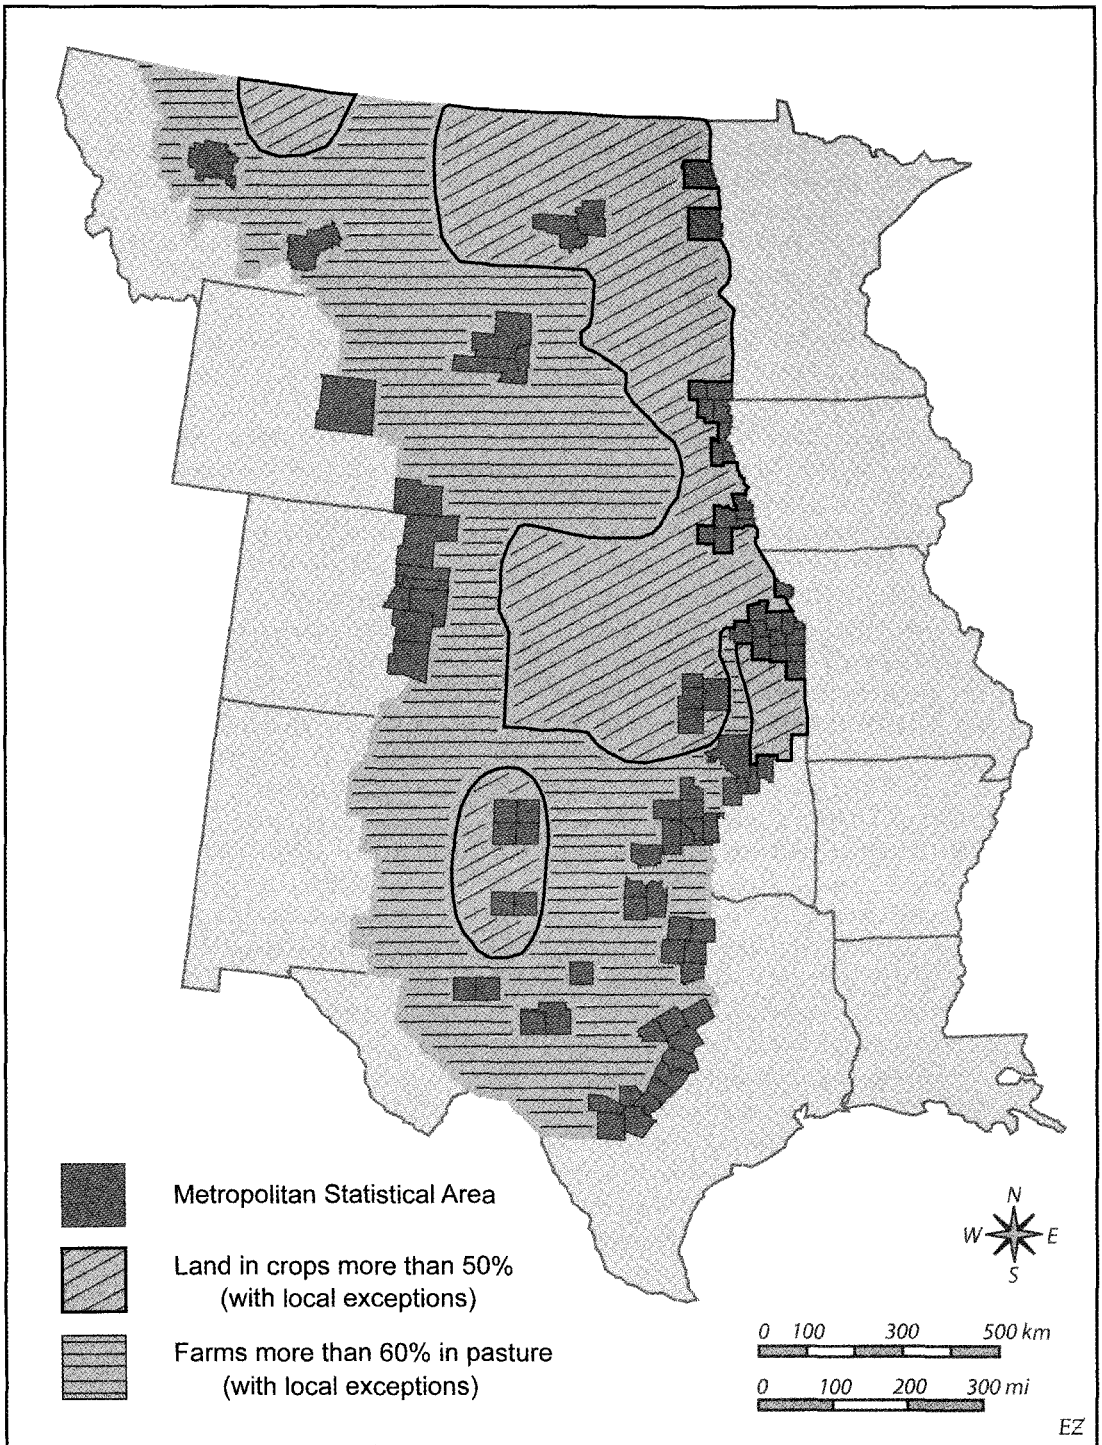 Metropolitan Statistical Area
Land in crops more than 50%
(with local exceptions)
Farms more than 60% in pasture
(with local exceptions)
N
W E
S
0 100 300 500 km
0 100 200 300 mi
EZ